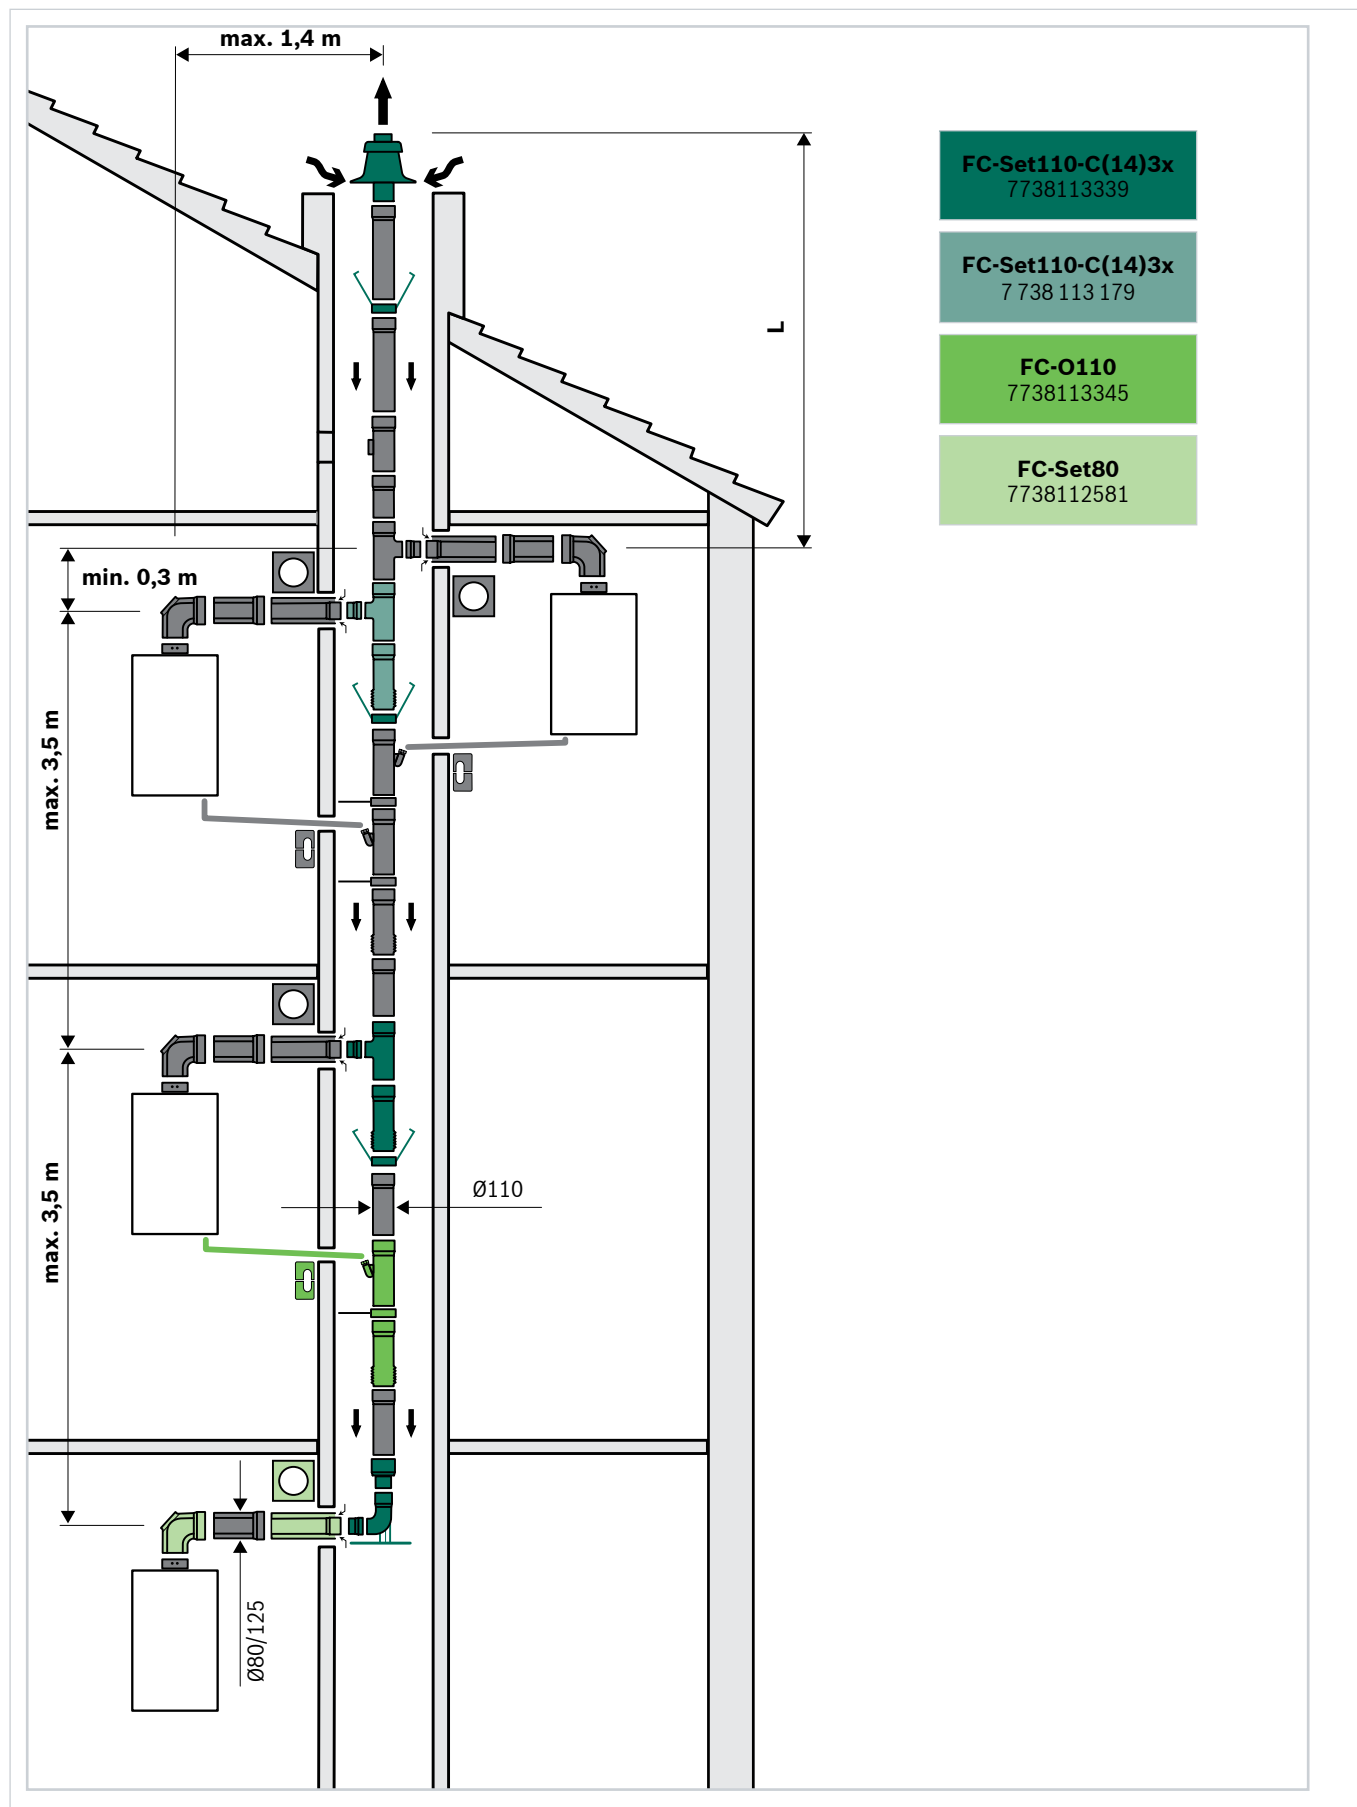 max. 1,4 m
FC-Set110-C(14)3x
7738113339
FC-Set110-C(14)3x
7 738 113 179
L
FC-O110
7738113345
FC-Set80
7738112581
min. 0,3 m
max. 3,5 m
Ø110
max. 3,5 m
Ø80/125